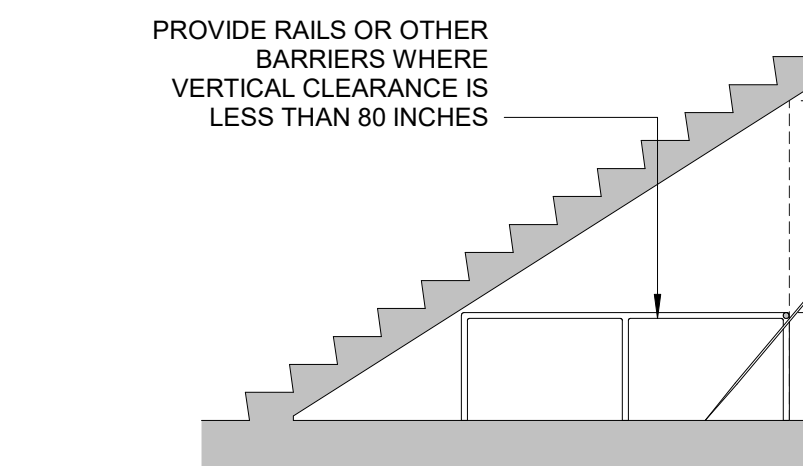 PROVIDE RAILS OR OTHER
BARRIERS WHERE
VERTICAL CLEARANCE IS
LESS THAN 80 INCHES